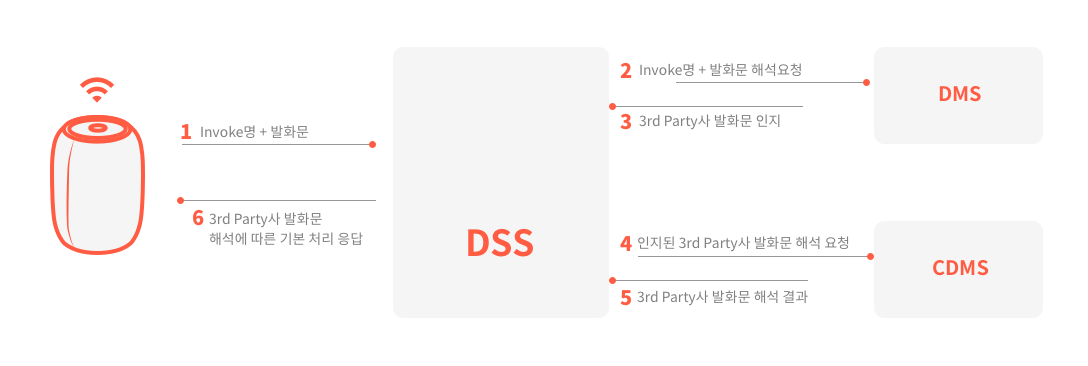 1 Invoke명 + 발화문
6 3rd Party사 발화문
해석에 따른 기본 처리 응답
DSS
2 Invoke명 + 발화문 해석요청
3 3rd Party사 발화문 인지
4 인지된 3rd Party사 발화문 해석 요청
5 3rd Party사 발화문 해석 결과
DMS
CDMS